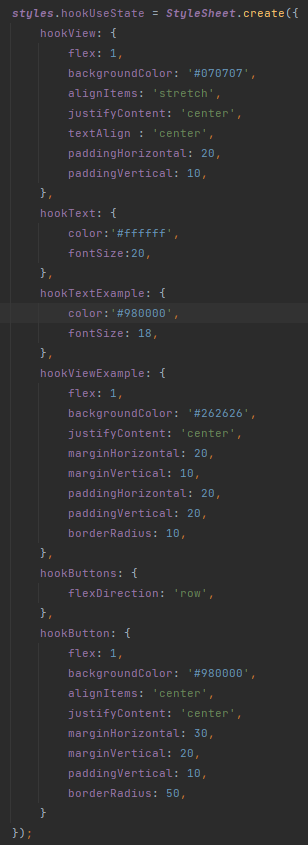 styles.hookUseState = StyleSheet.create({
    hookView: {
        flex: 1,
        backgroundColor: '#070707',
        alignItems: 'stretch',
        justifyContent: 'center',
        textAlign : 'center',
        paddingHorizontal: 20,
        paddingVertical: 10,
    },
    hookText: {
        color:'#ffffff',
        fontSize:20,
    },
    hookTextExample: {
        color:'#980000',
        fontSize: 18,
    },
    hookViewExample: {
        flex: 1,
        backgroundColor: '#262626',
        justifyContent: 'center',
        marginHorizontal: 20,
        marginVertical: 10,
        paddingHorizontal: 20,
        paddingVertical: 20,
        borderRadius: 10,
    },
    hookButtons: {
        flexDirection: 'row',
    },
    hookButton: {
        flex: 1,
        backgroundColor: '#980000',
        alignItems: 'center',
        justifyContent: 'center',
        marginHorizontal: 30,
        marginVertical: 20,
        paddingVertical: 10,
        borderRadius: 50,
    }
});